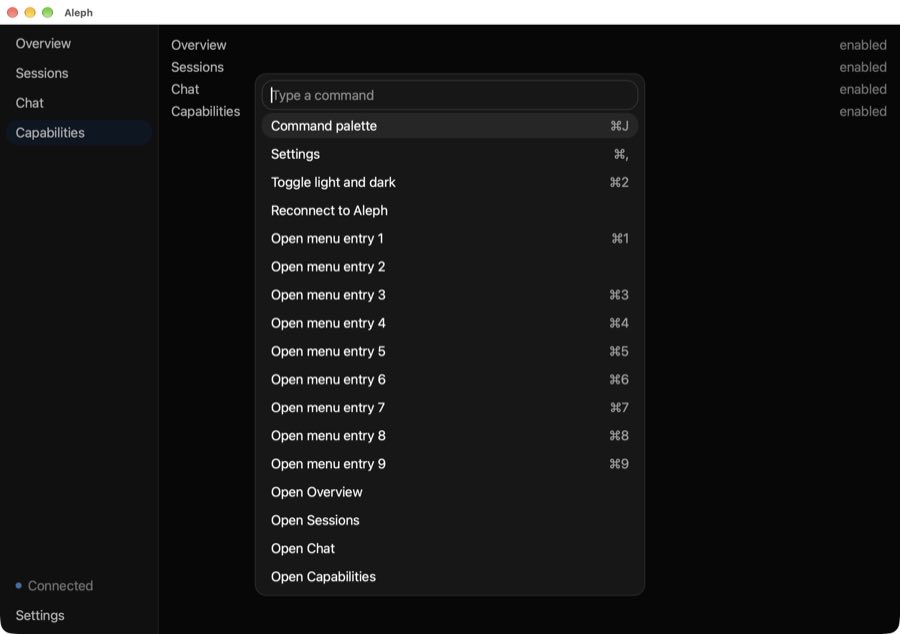 Aleph
Overview
Sessions
Chat
Capabilities
Connected
Settings
Overview enabled
Sessions enabled
Chat enabled
Capabilities enabled
Type a command
Command palette ⌘J
Settings ⌘,
Toggle light and dark ⌘2
Reconnect to Aleph
Open menu entry 1 ⌘1
Open menu entry 2
Open menu entry 3 ⌘3
Open menu entry 4 ⌘4
Open menu entry 5 ⌘5
Open menu entry 6 ⌘6
Open menu entry 7 ⌘7
Open menu entry 8 ⌘8
Open menu entry 9 ⌘9
Open Overview
Open Sessions
Open Chat
Open Capabilities